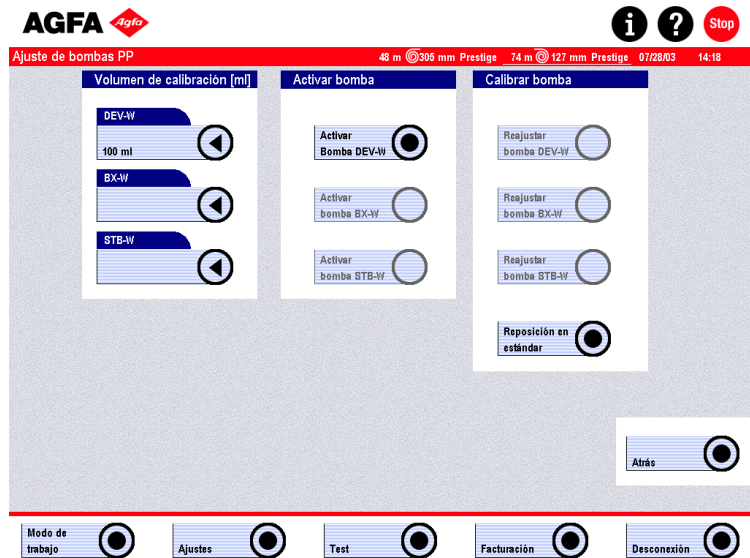 AGFA Agfa
i ? Stop
Ajuste de bombas PP 48 m 305 mm Prestige 74 m 127 mm Prestige 07/28/03 14:18
Volumen de calibración [ml]
DEV-W
100 ml
BX-W
STB-W
Activar bomba
Activar
Bomba DEV-W
Activar
bomba BX-W
Activar
bomba STB-W
Calibrar bomba
Reajustar
bomba DEV-W
Reajustar
bomba BX-W
Reajustar
bomba STB-W
Reposición en
estándar
Atrás
Modo de
trabajo
Ajustes
Test
Facturación
Desconexión